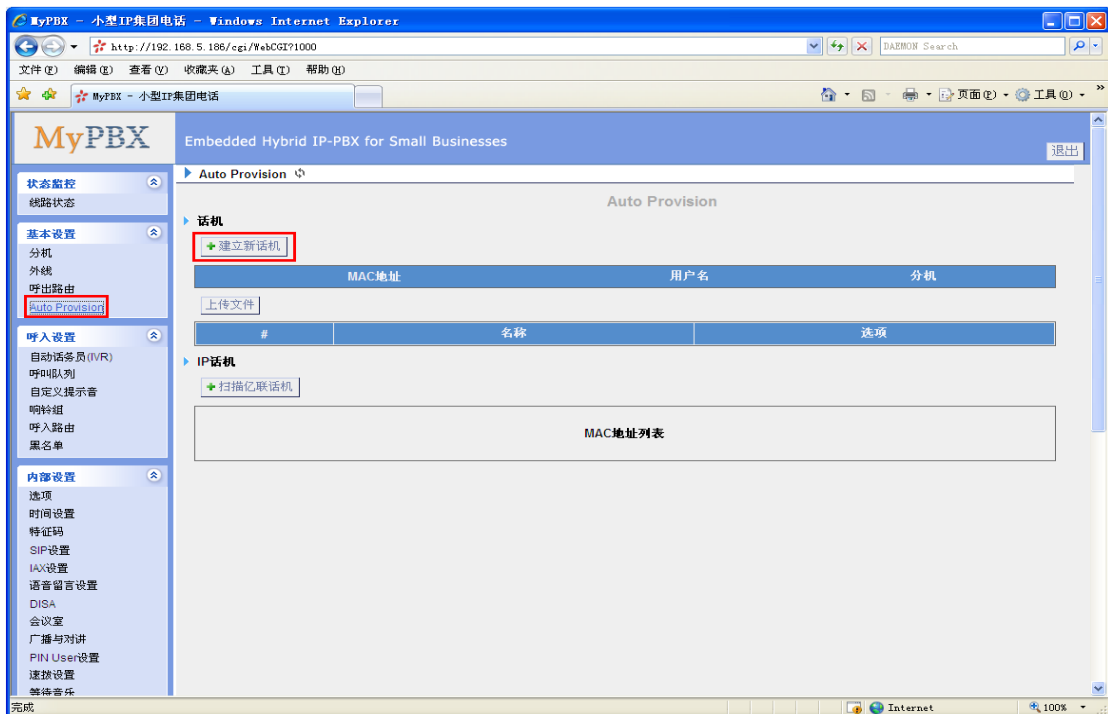 MyPBX - 小型IP集团电话 - Windows Internet Explorer
http://192.168.5.186/cgi/WebCGI?1000
DAEMON Search
文件(F) 编辑(E) 查看(V) 收藏夹(A) 工具(T) 帮助(H)
MyPBX - 小型IP集团电话
页面(P) 工具(O) »
MyPBX
Embedded Hybrid IP-PBX for Small Businesses
退出
状态监控
线路状态
基本设置
分机
外线
呼出路由
Auto Provision
呼入设置
自动话务员(IVR)
呼叫队列
自定义提示音
响铃组
呼入路由
黑名单
内部设置
选项
时间设置
特征码
SIP设置
IAX设置
语音留言设置
DISA
会议室
广播与对讲
PIN User设置
速拨设置
等待音乐
Auto Provision
Auto Provision
话机
建立新话机
MAC地址 用户名 分机
上传文件
# 名称 选项
IP话机
扫描亿联话机
MAC地址列表
完成 Internet 100%